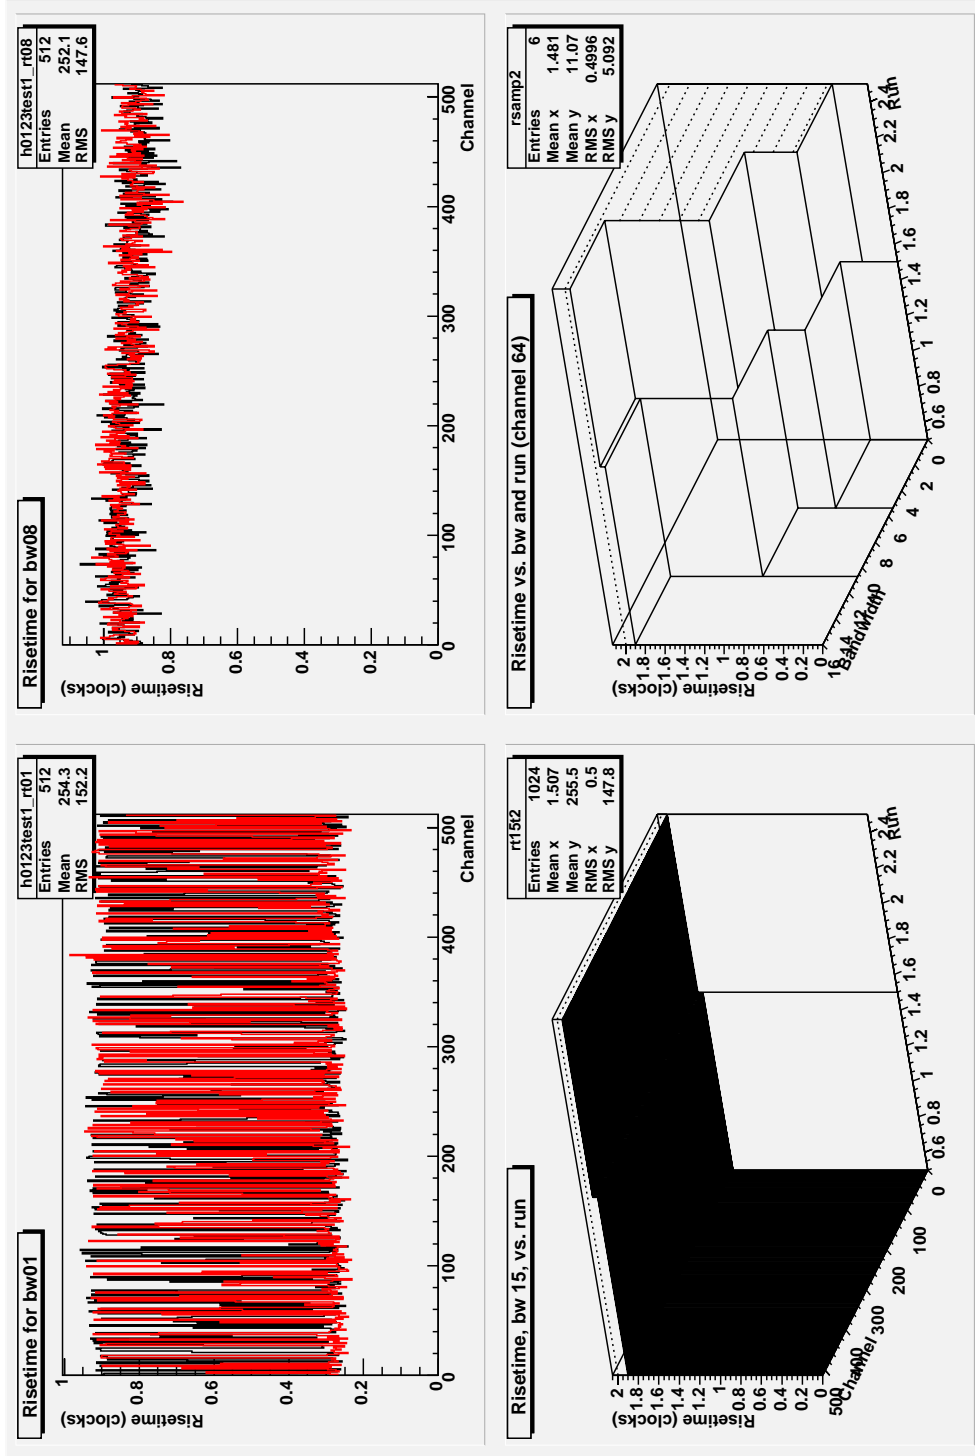 Risetime for bw01
h0123test1_rt01
Entries 512
Mean 254.3
RMS 152.2
Risetime (clocks)
1
0.8
0.6
0.4
0.2
0
0 100 200 300 400 500
Channel
Risetime for bw08
h0123test1_rt08
Entries 512
Mean 252.1
RMS 147.6
Risetime (clocks)
1
0.8
0.6
0.4
0.2
0
0 100 200 300 400 500
Channel
Risetime, bw 15, vs. run
rt15t2
Entries 1024
Mean x 1.507
Mean y 255.5
RMS x 0.5
RMS y 147.8
Risetime (clocks)
2
1.8
1.6
1.4
1.2
1
0.8
0.6
0.4
0.2
0
500 400 300 200 100 0
Channel
0.6 0.8 1 1.2 1.4 1.6 1.8 2 2.2 2.4
Run
Risetime vs. bw and run (channel 64)
rsamp2
Entries 6
Mean x 1.481
Mean y 11.07
RMS x 0.4996
RMS y 5.092
Risetime (clocks)
2
1.8
1.6
1.4
1.2
1
0.8
0.6
0.4
0.2
0
16 14 12 10 8 6 4 2 0
Bandwidth
0.6 0.8 1 1.2 1.4 1.6 1.8 2 2.2 2.4
Run